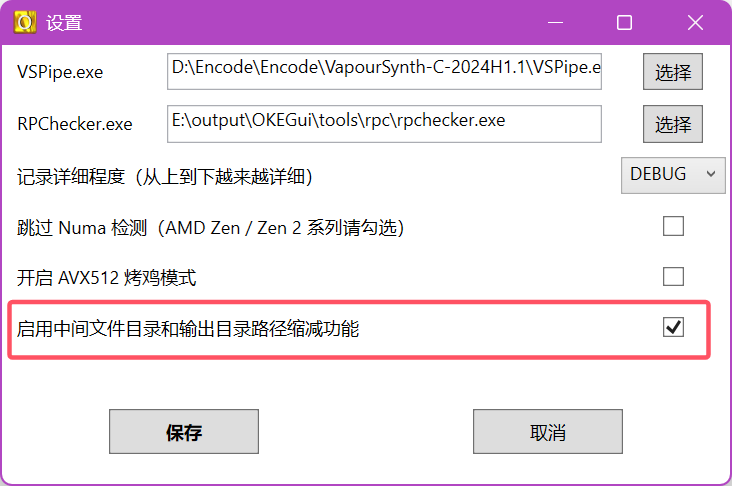 设置
VSPipe.exe
D:\Encode\Encode\VapourSynth-C-2024H1.1\VSPipe.e
选择
RPChecker.exe
E:\output\OKEGui\tools\rpc\rpchecker.exe
选择
记录详细程度（从上到下越来越详细）
DEBUG
跳过 Numa 检测（AMD Zen / Zen 2 系列请勾选）
开启 AVX512 烤鸡模式
启用中间文件目录和输出目录路径缩减功能
保存
取消